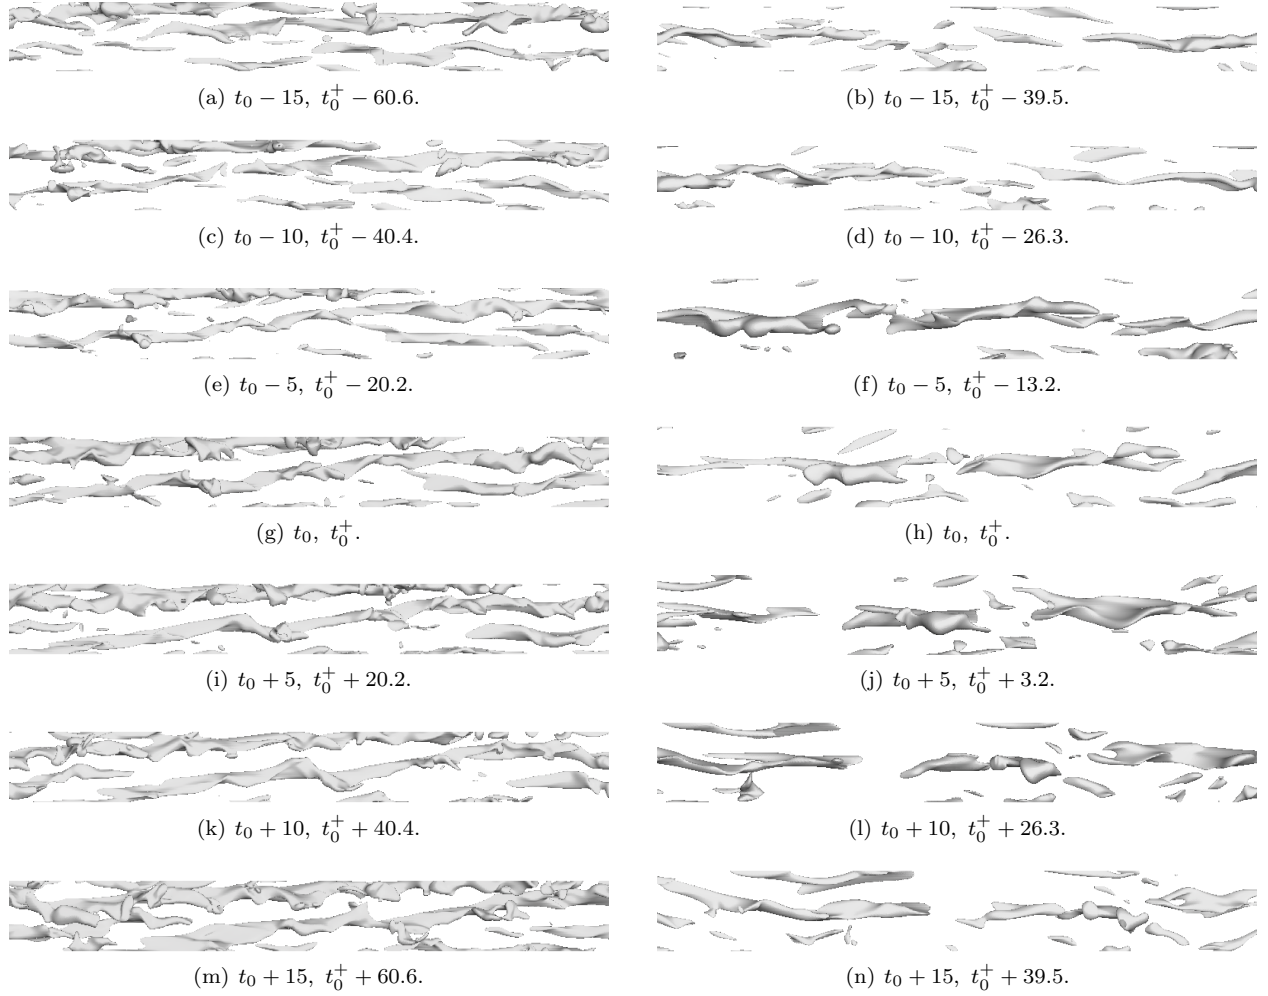 (a) t₀ − 15, t₀⁺ − 60.6.
(b) t₀ − 15, t₀⁺ − 39.5.
(c) t₀ − 10, t₀⁺ − 40.4.
(d) t₀ − 10, t₀⁺ − 26.3.
(e) t₀ − 5, t₀⁺ − 20.2.
(f) t₀ − 5, t₀⁺ − 13.2.
(g) t₀, t₀⁺.
(h) t₀, t₀⁺.
(i) t₀ + 5, t₀⁺ + 20.2.
(j) t₀ + 5, t₀⁺ + 3.2.
(k) t₀ + 10, t₀⁺ + 40.4.
(l) t₀ + 10, t₀⁺ + 26.3.
(m) t₀ + 15, t₀⁺ + 60.6.
(n) t₀ + 15, t₀⁺ + 39.5.